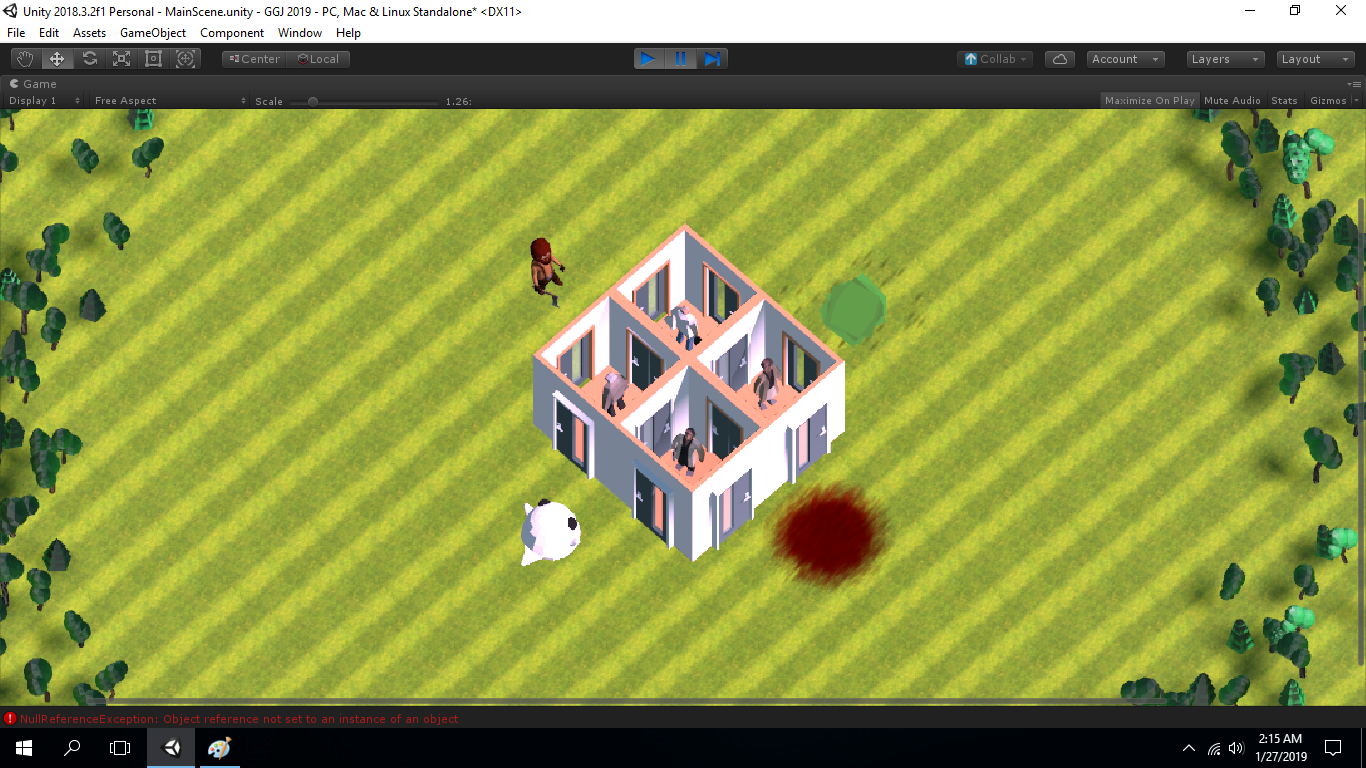 Unity 2018.3.2f1 Personal - MainScene.unity - GGJ 2019 - PC, Mac & Linux Standalone* <DX11>
File Edit Assets GameObject Component Window Help
Center Local Collab Account Layers Layout
Game
Display 1 Free Aspect Scale 1.26: Maximize On Play Mute Audio Stats Gizmos
NullReferenceException: Object reference not set to an instance of an object
2:15 AM
1/27/2019